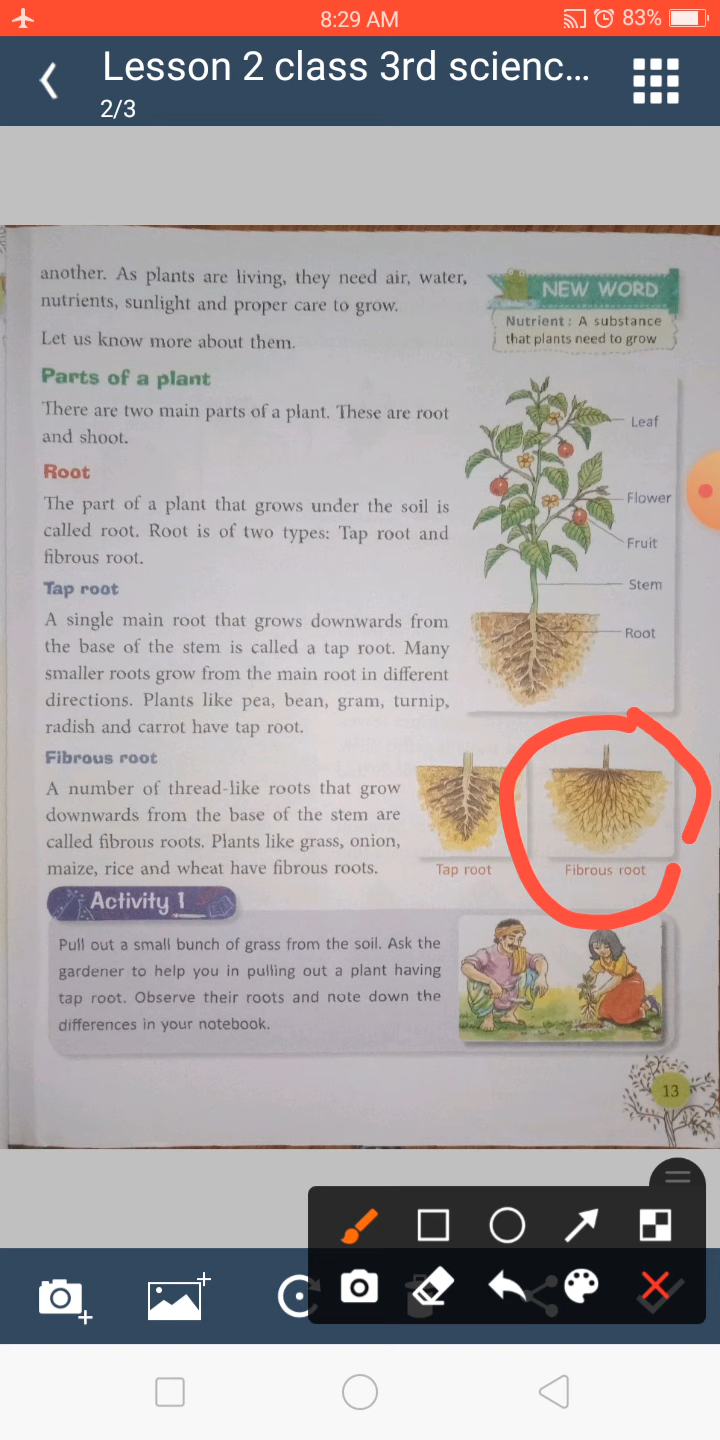 8:29 AM
83%
Lesson 2 class 3rd scienc...
2/3
another. As plants are living, they need air, water,
nutrients, sunlight and proper care to grow.
Let us know more about them.
NEW WORD
Nutrient : A substance
that plants need to grow
Parts of a plant
There are two main parts of a plant. These are root
and shoot.
Root
The part of a plant that grows under the soil is
called root. Root is of two types: Tap root and
fibrous root.
Tap root
A single main root that grows downwards from
the base of the stem is called a tap root. Many
smaller roots grow from the main root in different
directions. Plants like pea, bean, gram, turnip,
radish and carrot have tap root.
Leaf
Flower
Fruit
Stem
Root
Fibrous root
A number of thread-like roots that grow
downwards from the base of the stem are
called fibrous roots. Plants like grass, onion,
maize, rice and wheat have fibrous roots.
Tap root
Fibrous root
Activity 1
Pull out a small bunch of grass from the soil. Ask the
gardener to help you in pulling out a plant having
tap root. Observe their roots and note down the
differences in your notebook.
13